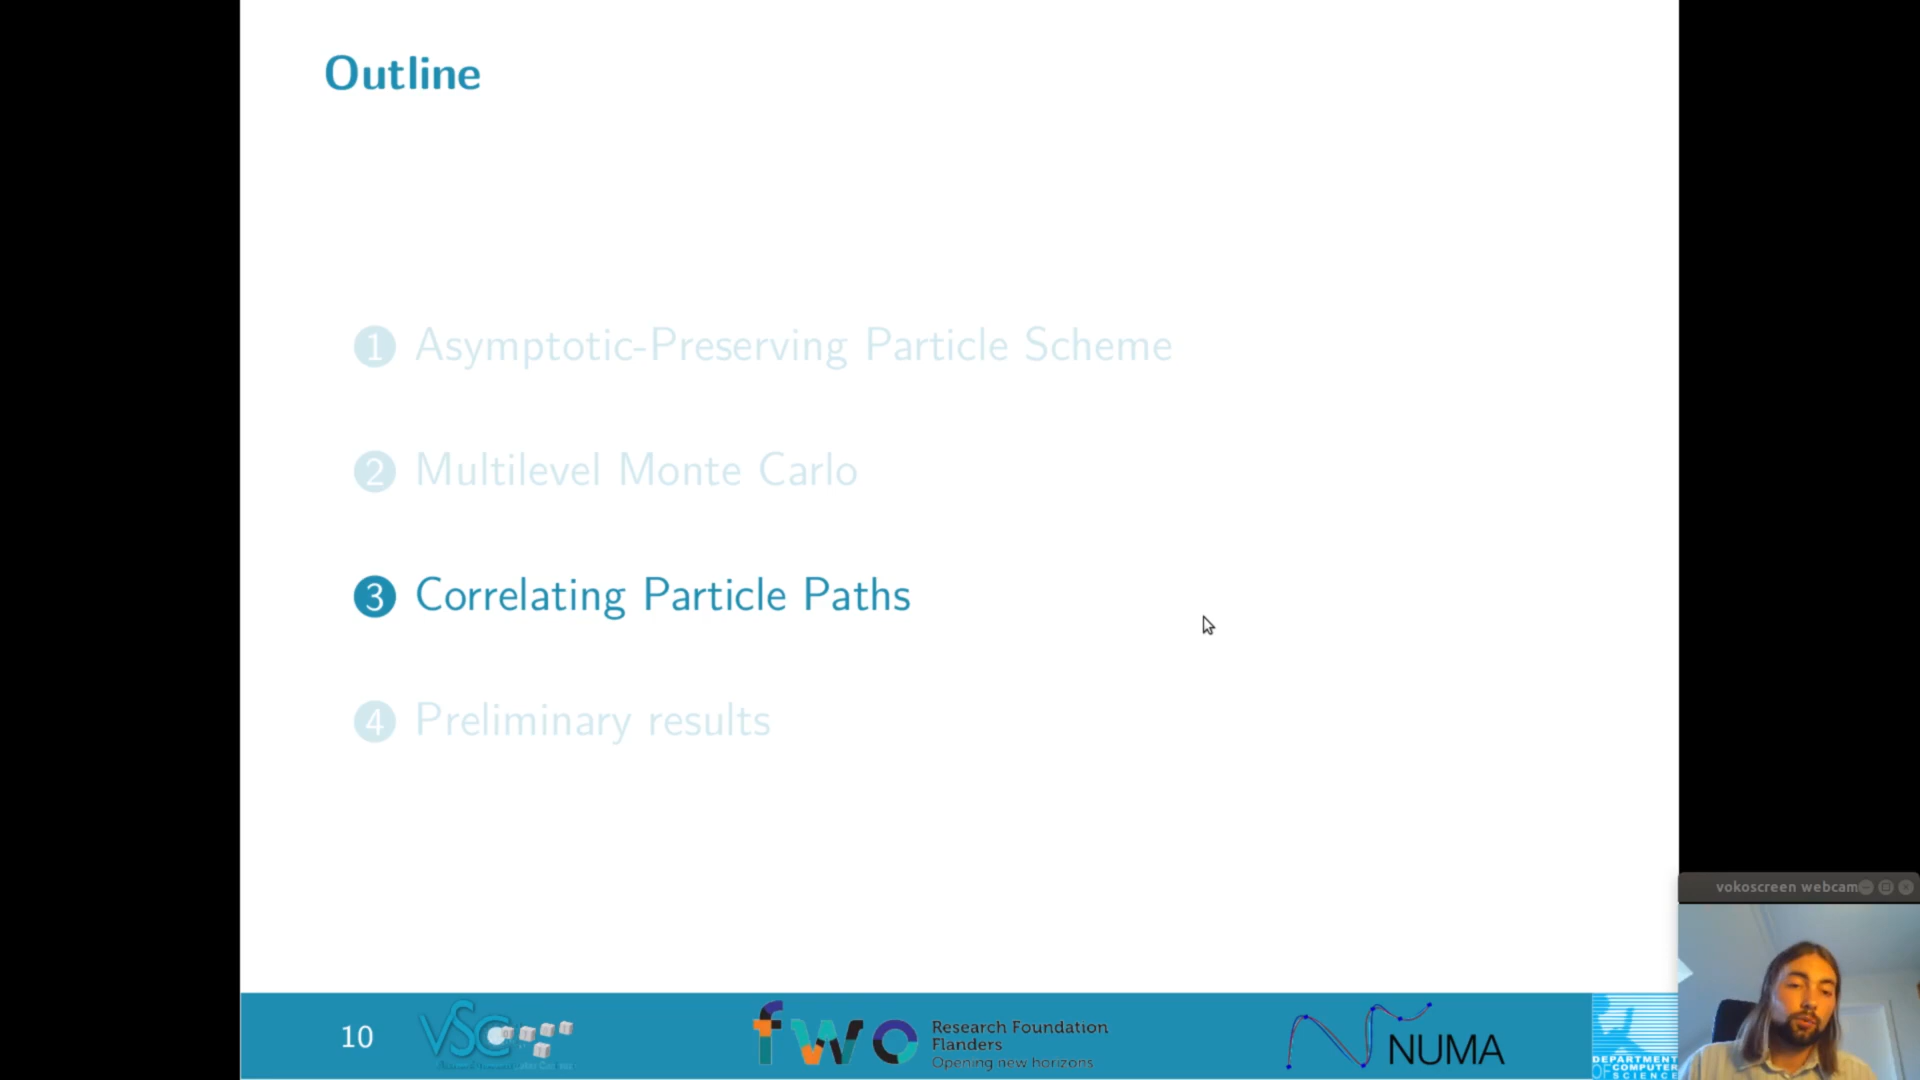 Outline
1 Asymptotic-Preserving Particle Scheme
2 Multilevel Monte Carlo
3 Correlating Particle Paths
4 Preliminary results
vokoscreen webcam
10
VSC
fwo
Research Foundation
Flanders
Opening new horizons
NUMA
DEPARTMENT
OF COMPUTER
SCIENCE